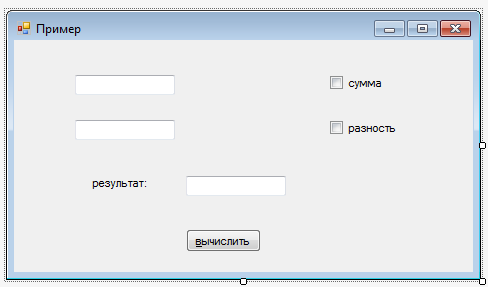 Пример
сумма
разность
результат:
вычислить